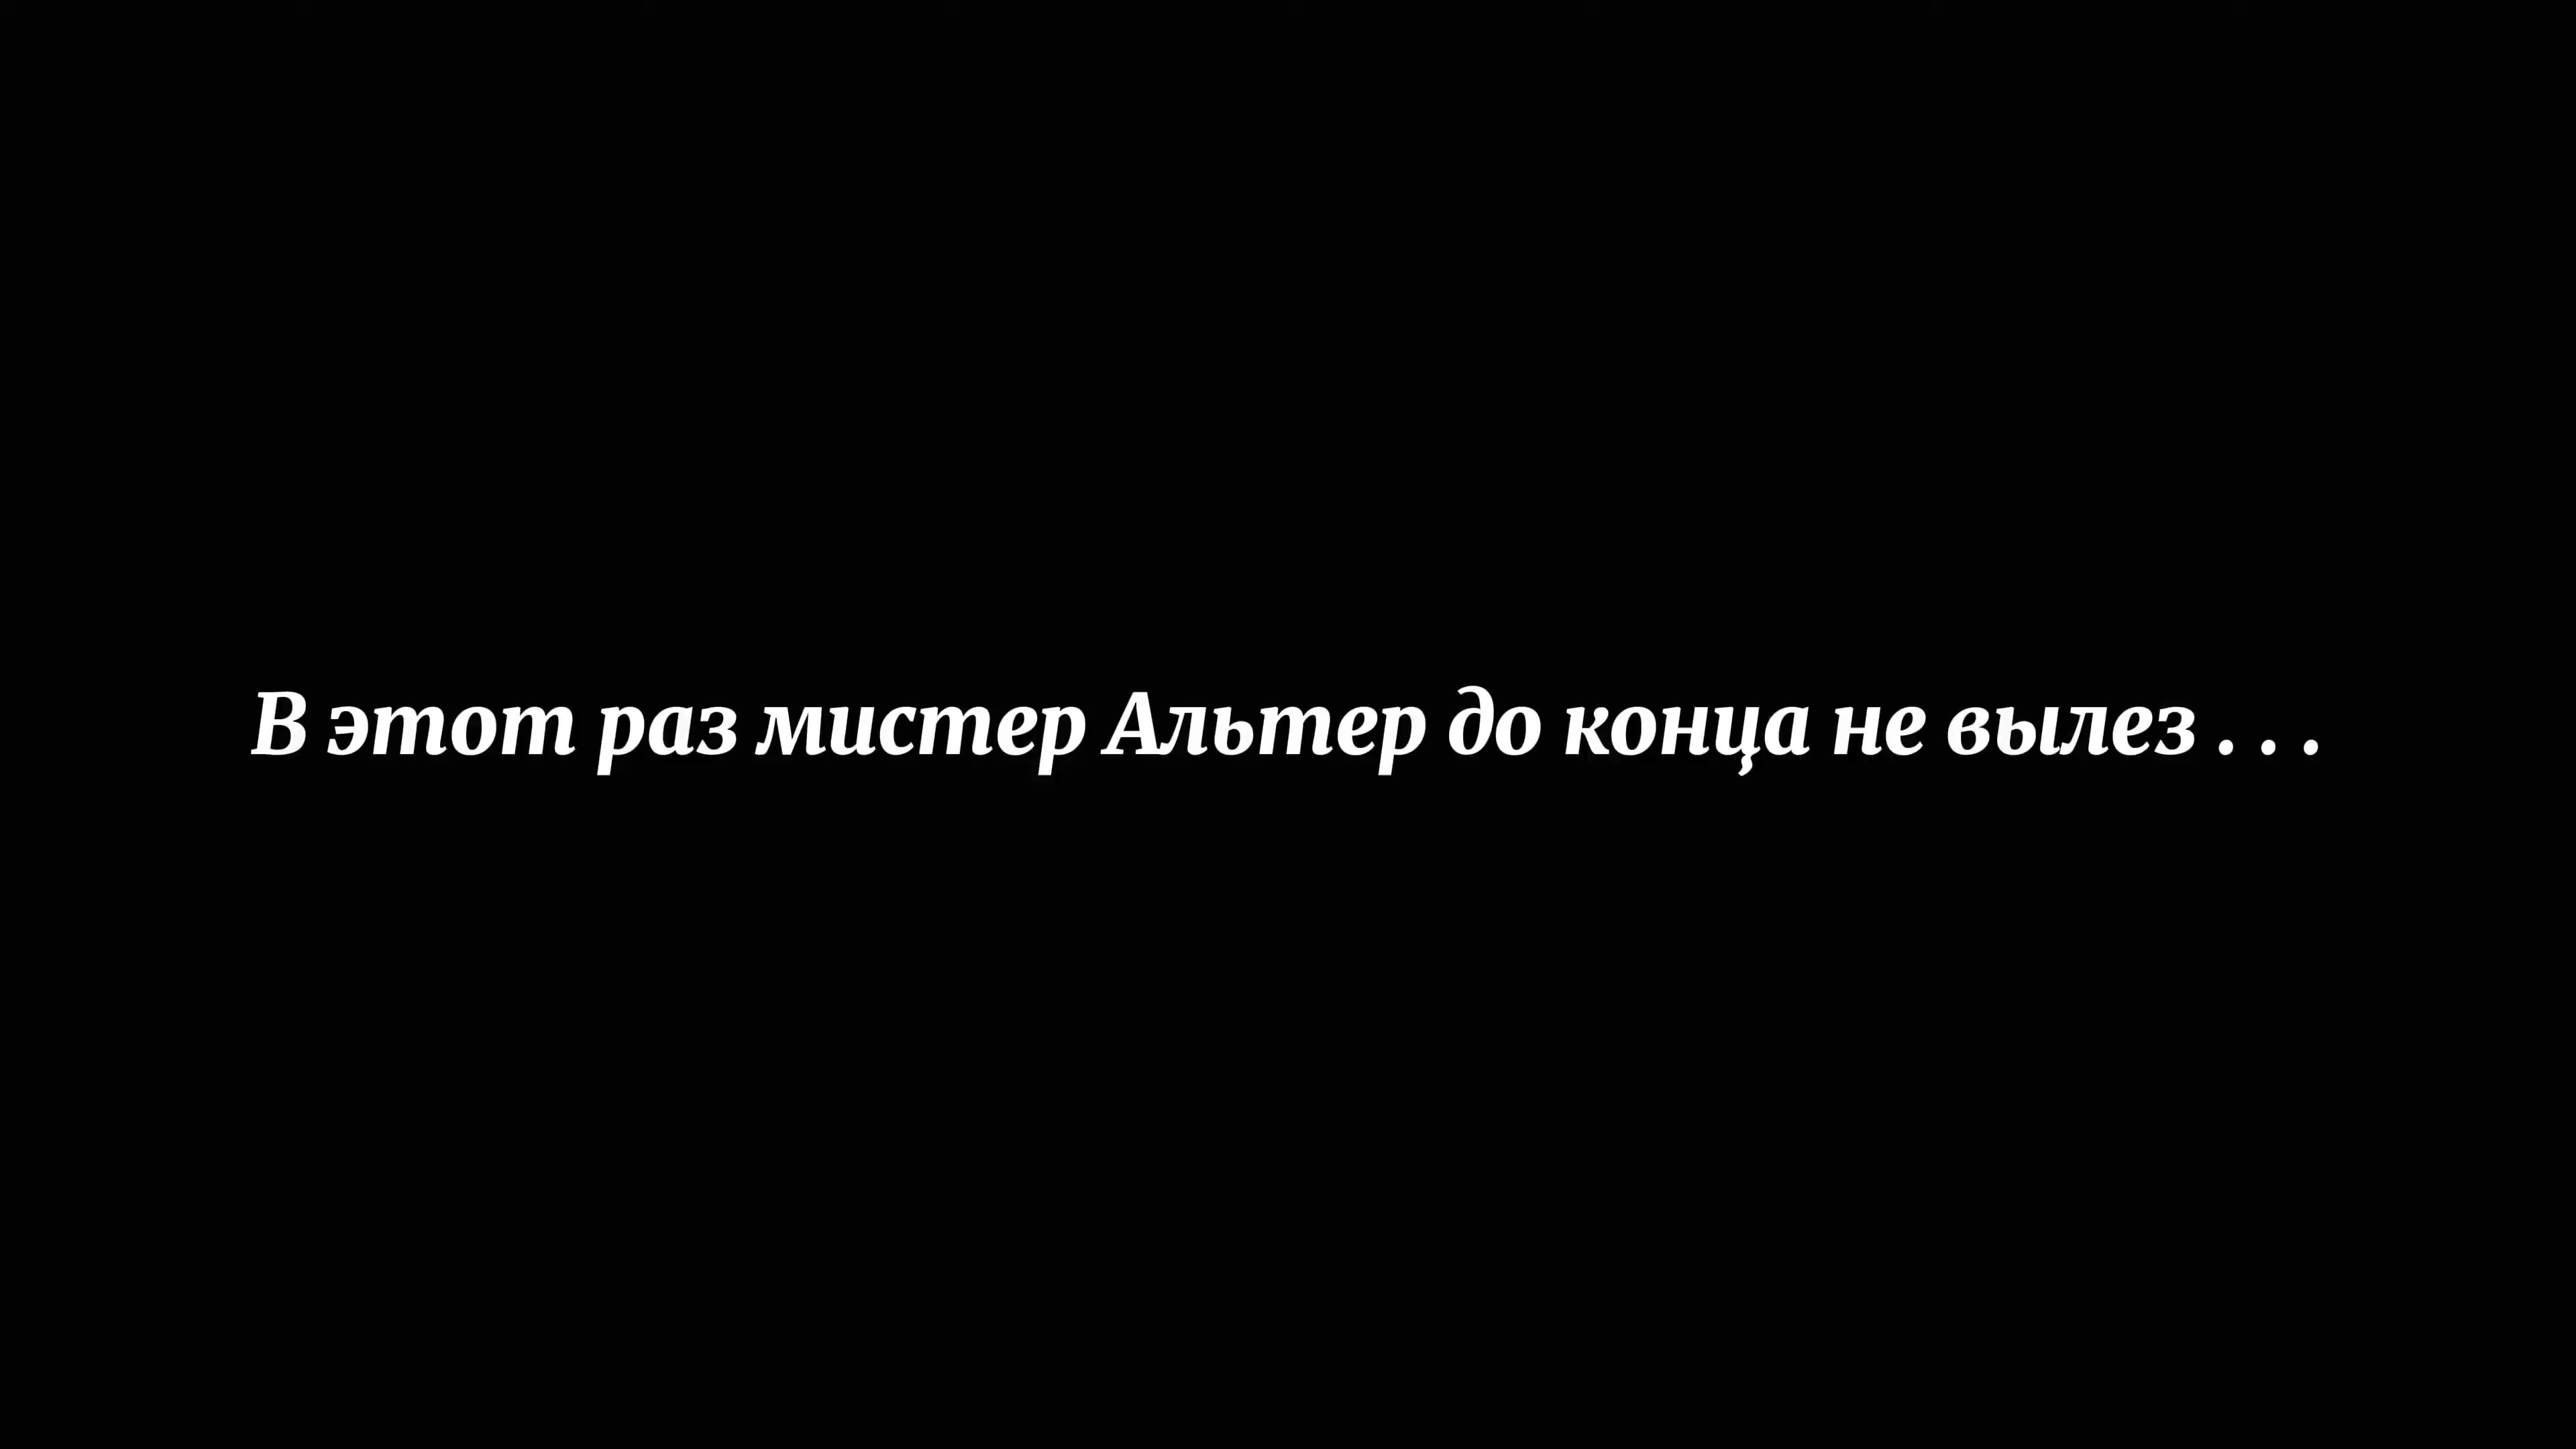 В этот раз мистер Альтер до конца не вылез . . .